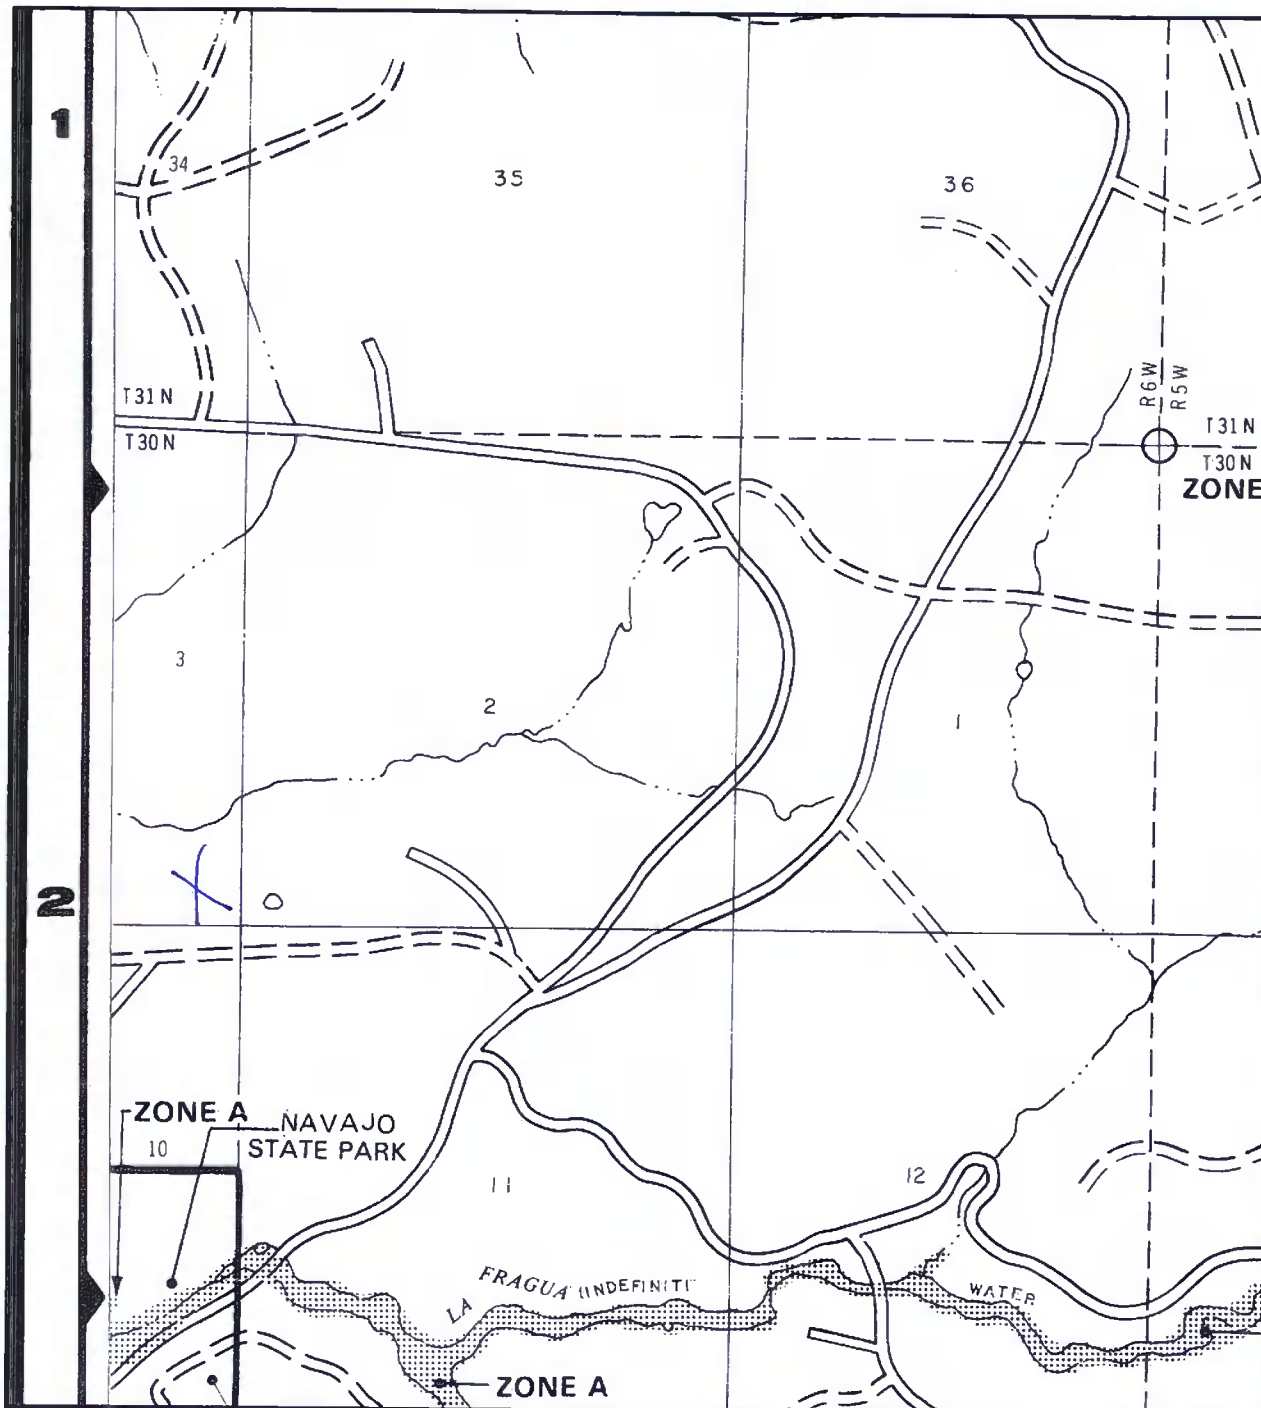 1
34
35
36
T31N
T30N
R6W
R5W
T31N
T30N
ZONE
3
2
1
2
ZONE A
NAVAJO
STATE PARK
10
11
12
LA FRAGUA (INDEFINIT
WATER
ZONE A